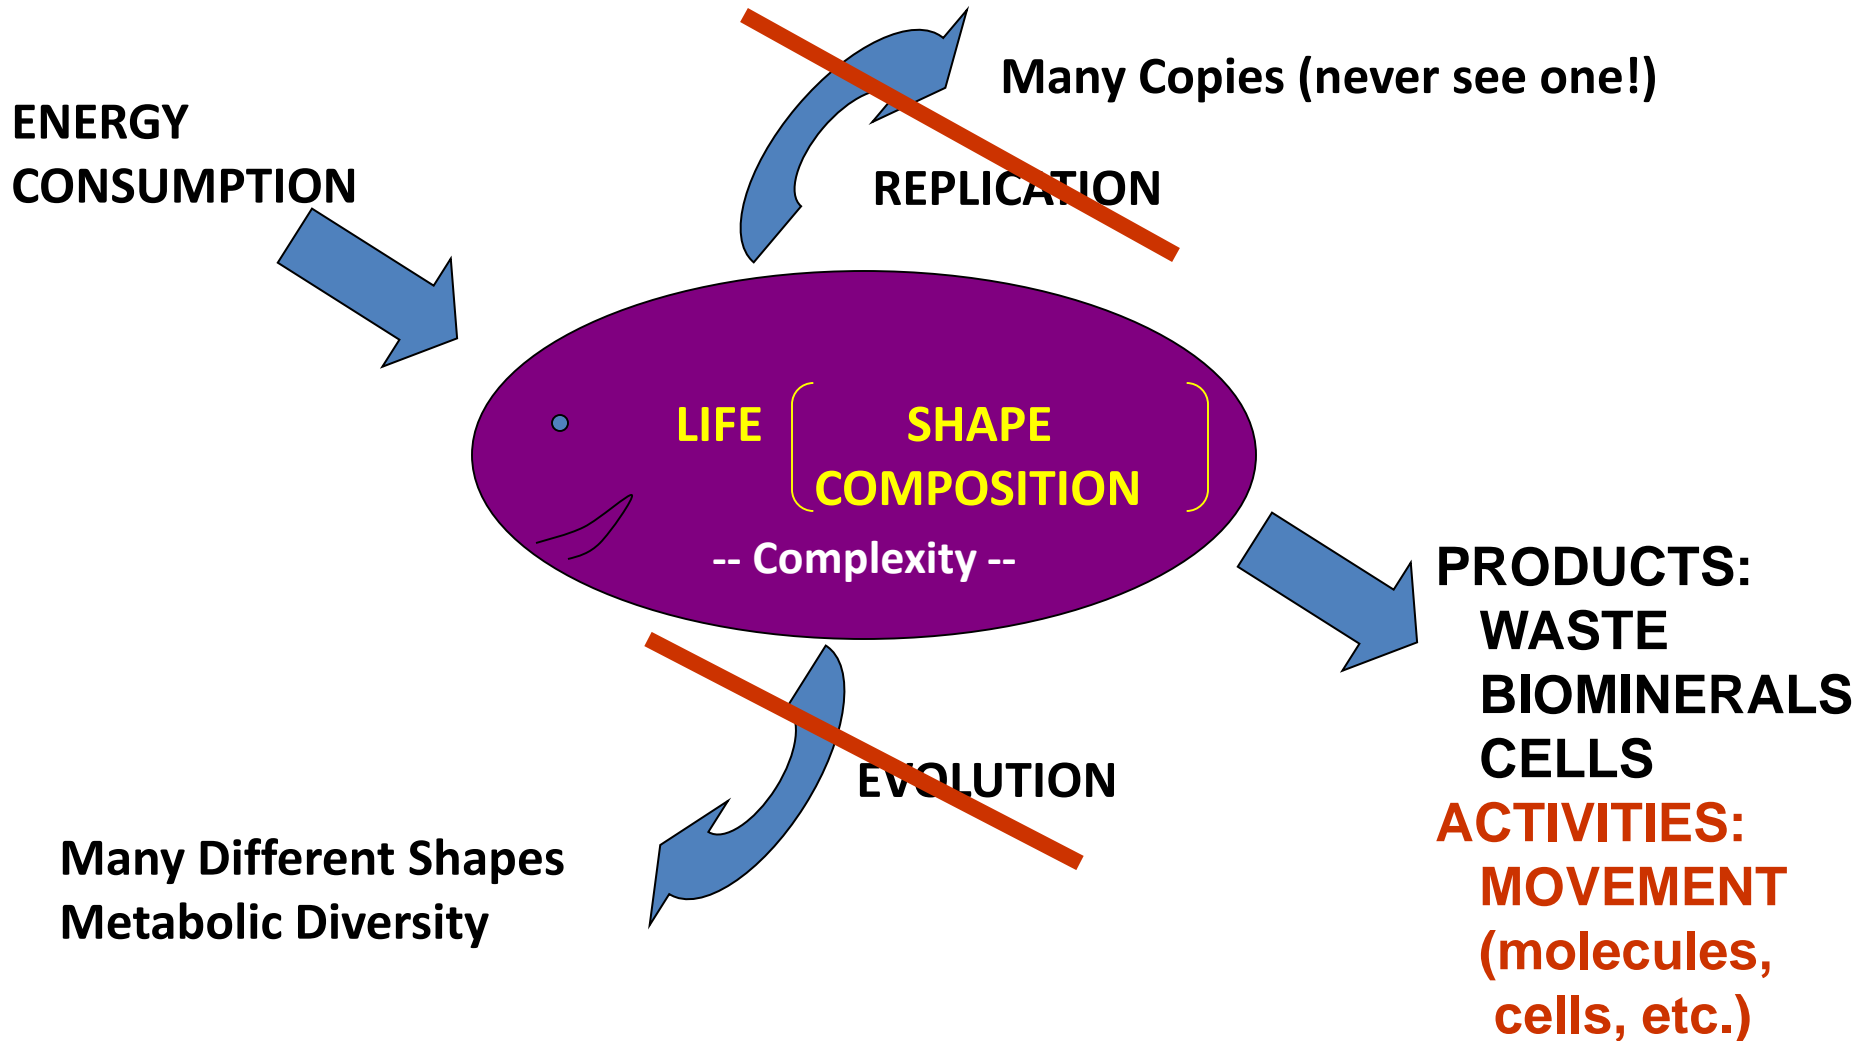 Many Copies (never see one!)
ENERGY
CONSUMPTION
REPLICATION
LIFE SHAPE
COMPOSITION
-- Complexity --
PRODUCTS:
WASTE
BIOMINERALS
CELLS
ACTIVITIES:
MOVEMENT
(molecules,
cells, etc.)
EVOLUTION
Many Different Shapes
Metabolic Diversity